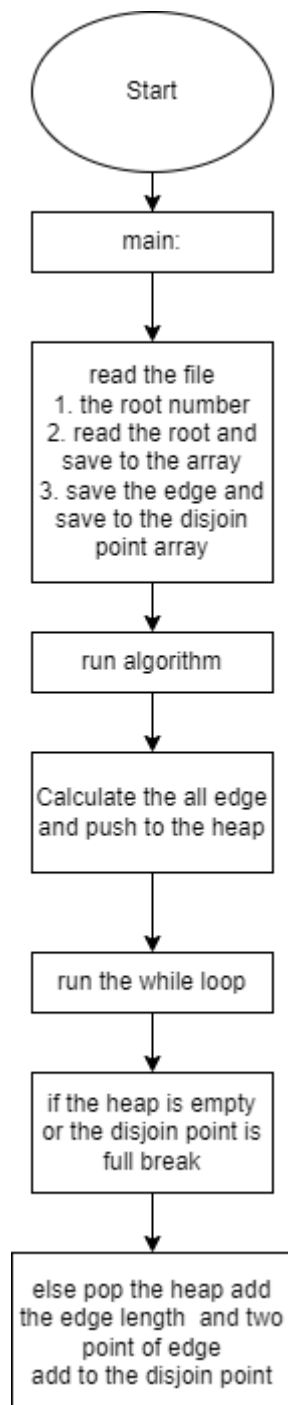 Start
main:
read the file
1. the root number
2. read the root and
save to the array
3. save the edge and
save to the disjoin
point array
run algorithm
Calculate the all edge
and push to the heap
run the while loop
if the heap is empty
or the disjoin point is
full break
else pop the heap add
the edge length and two
point of edge
add to the disjoin point